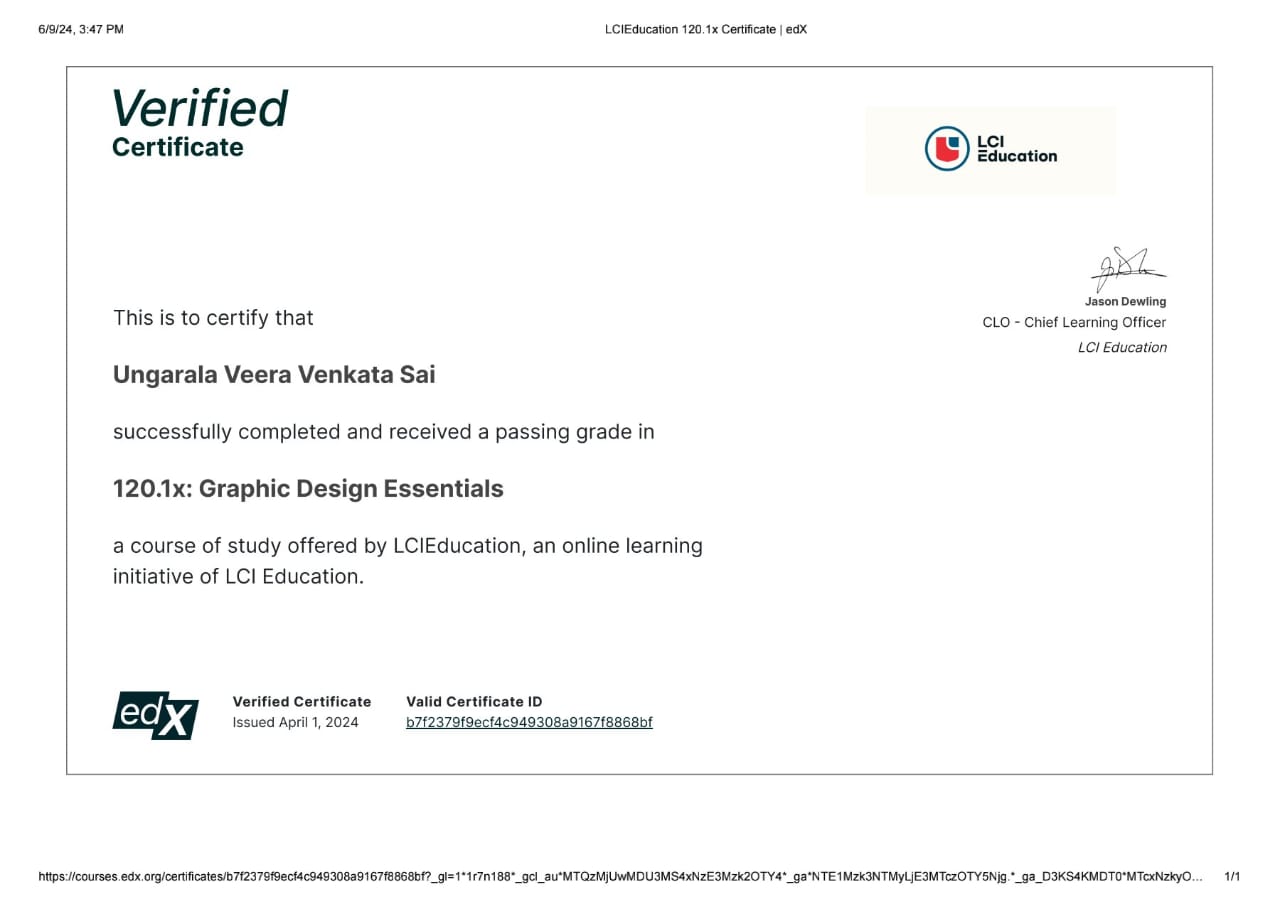 6/9/24, 3:47 PM
LCIEducation 120.1x Certificate | edX
Verified
Certificate
LCI
Education
Jason Dewling
CLO - Chief Learning Officer
LCI Education
This is to certify that
Ungarala Veera Venkata Sai
successfully completed and received a passing grade in
120.1x: Graphic Design Essentials
a course of study offered by LCIEducation, an online learning
initiative of LCI Education.
edX
Verified Certificate
Issued April 1, 2024
Valid Certificate ID
b7f2379f9ecf4c949308a9167f8868bf
https://courses.edx.org/certificates/b7f2379f9ecf4c949308a9167f8868bf?_gl=1*1r7n188*_gcl_au*MTQzMjUwMDU3MS4xNzE3Mzk2OTY4*_ga*NTE1Mzk3NTMyLjE3MTczOTY5Njg.*_ga_D3KS4KMDT0*MTcxNzkyO...
1/1